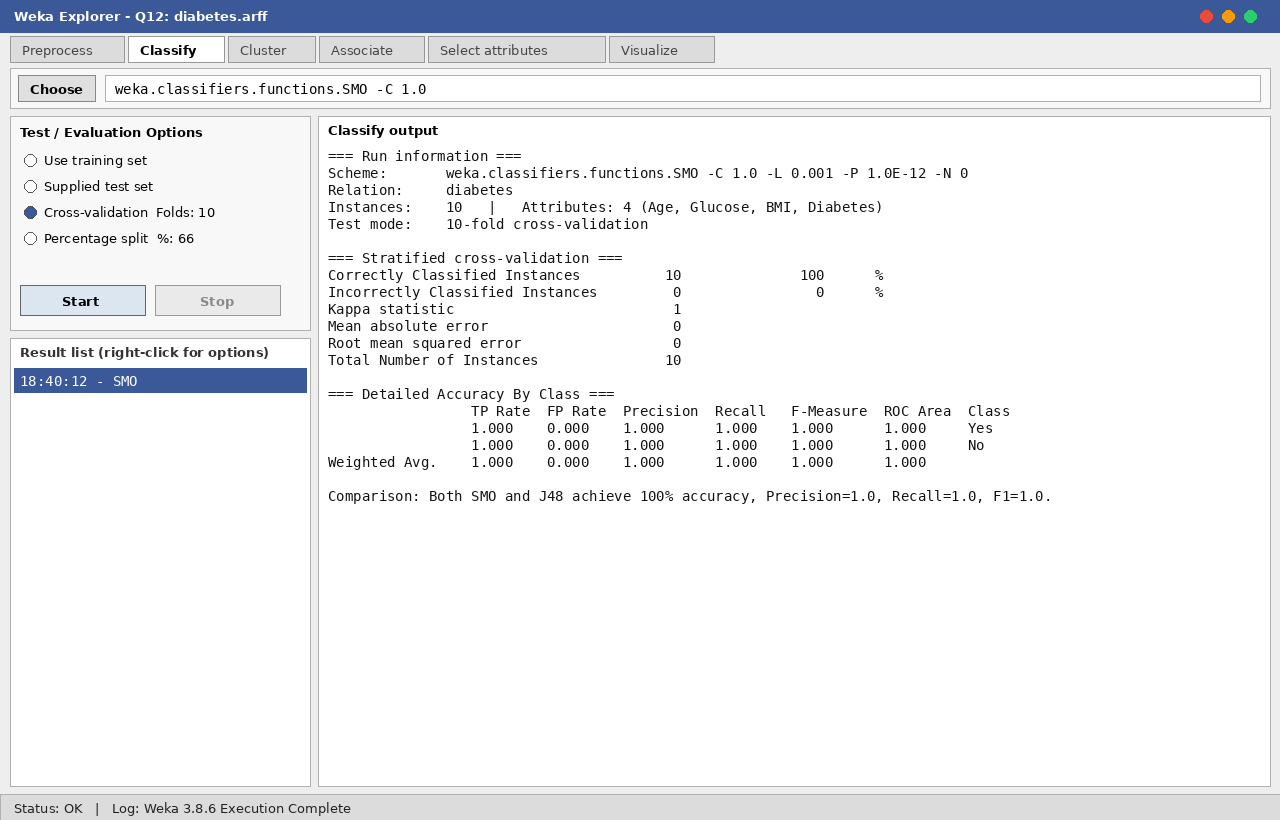 Weka Explorer - Q12: diabetes.arff
Preprocess Classify Cluster Associate Select attributes Visualize
Choose weka.classifiers.functions.SMO -C 1.0
Test / Evaluation Options
Use training set
Supplied test set
Cross-validation Folds: 10
Percentage split %: 66
Start Stop
Result list (right-click for options)
18:40:12 - SMO
Classify output
=== Run information ===
Scheme:       weka.classifiers.functions.SMO -C 1.0 -L 0.001 -P 1.0E-12 -N 0
Relation:     diabetes
Instances:    10   |   Attributes: 4 (Age, Glucose, BMI, Diabetes)
Test mode:    10-fold cross-validation
=== Stratified cross-validation ===
Correctly Classified Instances          10              100      %
Incorrectly Classified Instances         0                0      %
Kappa statistic                          1
Mean absolute error                      0
Root mean squared error                  0
Total Number of Instances               10
=== Detailed Accuracy By Class ===
                 TP Rate  FP Rate  Precision  Recall   F-Measure  ROC Area  Class
                 1.000    0.000    1.000      1.000    1.000      1.000     Yes
                 1.000    0.000    1.000      1.000    1.000      1.000     No
Weighted Avg.    1.000    0.000    1.000      1.000    1.000      1.000
Comparison: Both SMO and J48 achieve 100% accuracy, Precision=1.0, Recall=1.0, F1=1.0.
Status: OK | Log: Weka 3.8.6 Execution Complete